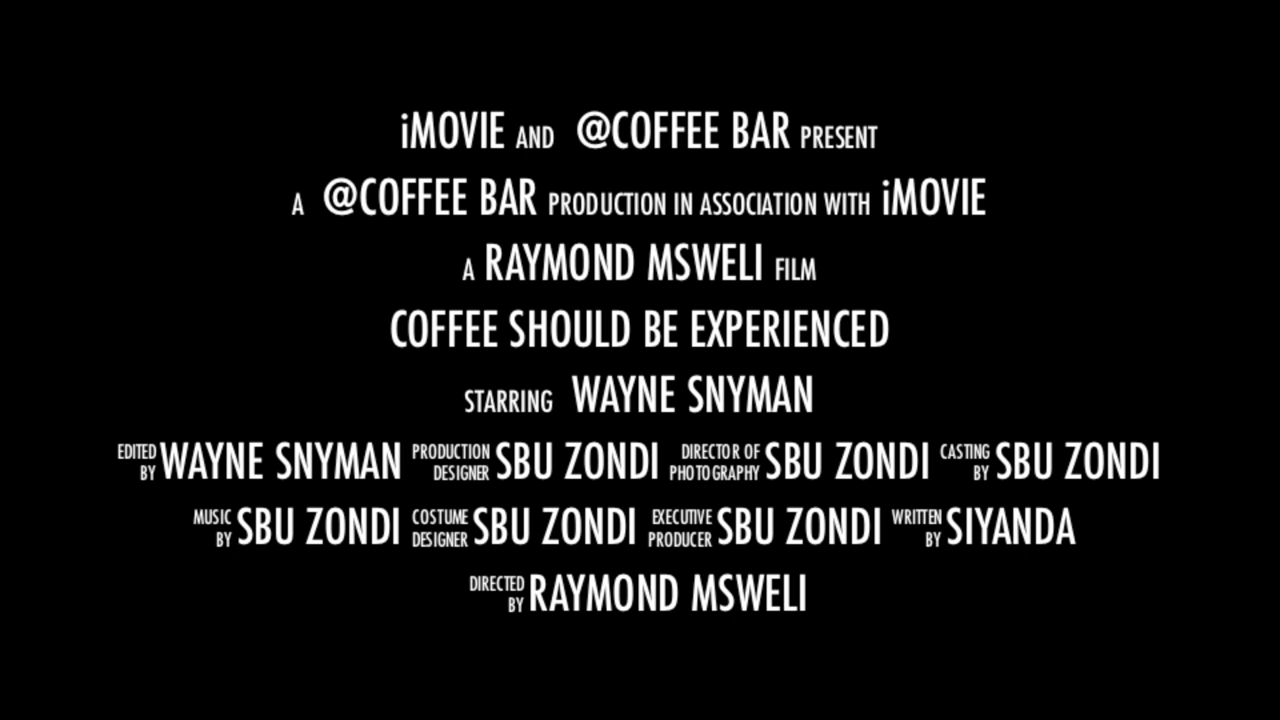 iMOVIE AND @COFFEE BAR PRESENT
A @COFFEE BAR PRODUCTION IN ASSOCIATION WITH iMOVIE
A RAYMOND MSWELI FILM
COFFEE SHOULD BE EXPERIENCED
STARRING WAYNE SNYMAN
EDITED BY WAYNE SNYMAN PRODUCTION DESIGNER SBU ZONDI DIRECTOR OF PHOTOGRAPHY SBU ZONDI CASTING BY SBU ZONDI
MUSIC BY SBU ZONDI COSTUME DESIGNER SBU ZONDI EXECUTIVE PRODUCER SBU ZONDI WRITTEN BY SIYANDA
DIRECTED BY RAYMOND MSWELI